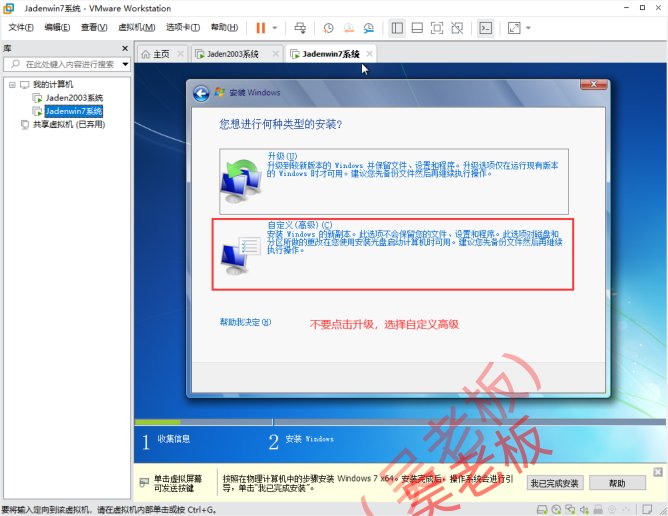 Jadenwin7系统 - VMware Workstation
文件(F) 编辑(E) 查看(V) 虚拟机(M) 选项卡(T) 帮助(H)
库
主页 Jaden2003系统 Jadenwin7系统
在此处键入内容进行搜索
我的计算机
Jaden2003系统
Jadenwin7系统
共享虚拟机 (已弃用)
安装 Windows
您想进行何种类型的安装?
升级(U)
升级到较新版本的 Windows 并保留文件、设置和程序。升级选项仅在运行现有版本
的 Windows 时才可用。建议您先备份文件然后再继续执行操作。
自定义(高级)(C)
安装 Windows 的新副本。此选项不会保留您的文件、设置和程序。此选项对磁盘和
分区所做的更改在您使用安装光盘启动计算机时可用。建议您先备份文件然后再继续
执行操作。
帮助我决定(H)
不要点击升级，选择自定义高级
1 收集信息
2 安装 Windows
(吴老板)
吴老板
单击虚拟屏幕
可发送按键
按照在物理计算机中的步骤安装 Windows 7 x64。安装完成后，操作系统会进行引
导，单击"我已完成安装"。
我已完成安装
帮助
要将输入定向到该虚拟机，请在虚拟机内部单击或按 Ctrl+G。